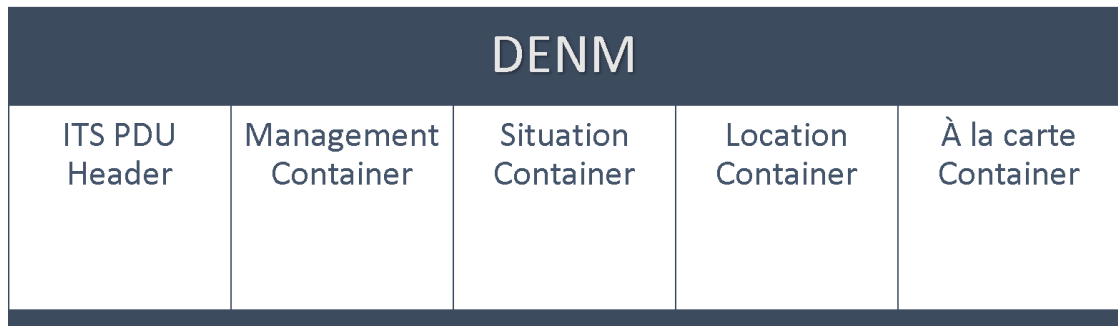 DENM
ITS PDU
Header
Management
Container
Situation
Container
Location
Container
À la carte
Container